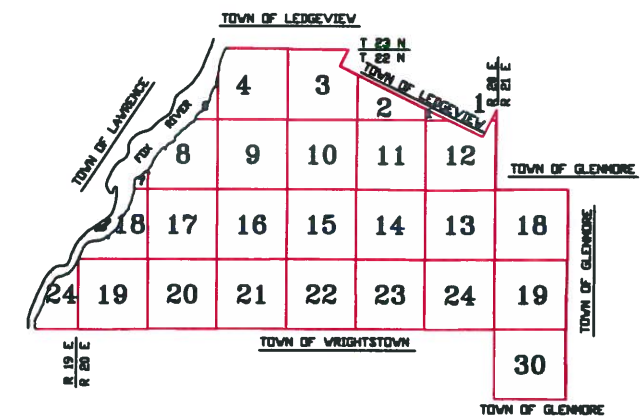 TOWN OF LEDGEVIEW
T 23 N
T 22 N
TOWN OF LEDGEVIEW
R 20 E
R 21 E
TOWN OF LAWRENCE
FOX RIVER
4 3 2 1
8 9 10 11 12
TOWN OF GLENMORE
18 17 16 15 14 13 18
TOWN OF GLENMORE
24 19 20 21 22 23 24 19
R 19 E
R 20 E
TOWN OF WRIGHTSTOWN
30
TOWN OF GLENMORE